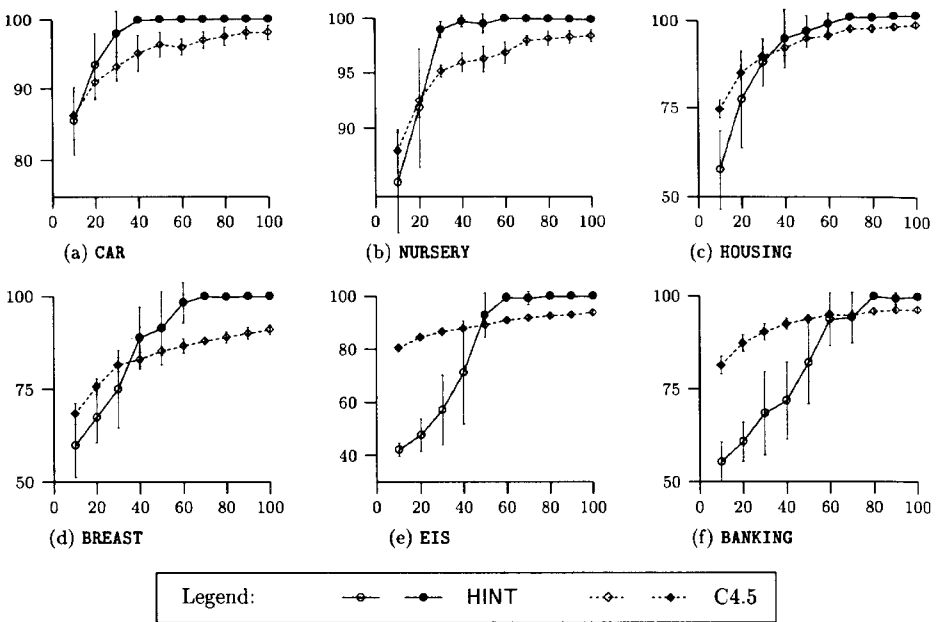 100
90
80
0 20 40 60 80 100
(a) CAR
100
95
90
0 20 40 60 80 100
(b) NURSERY
100
75
50
0 20 40 60 80 100
(c) HOUSING
100
75
50
0 20 40 60 80 100
(d) BREAST
100
80
60
40
0 20 40 60 80 100
(e) EIS
100
75
50
0 20 40 60 80 100
(f) BANKING
Legend: HINT C4.5